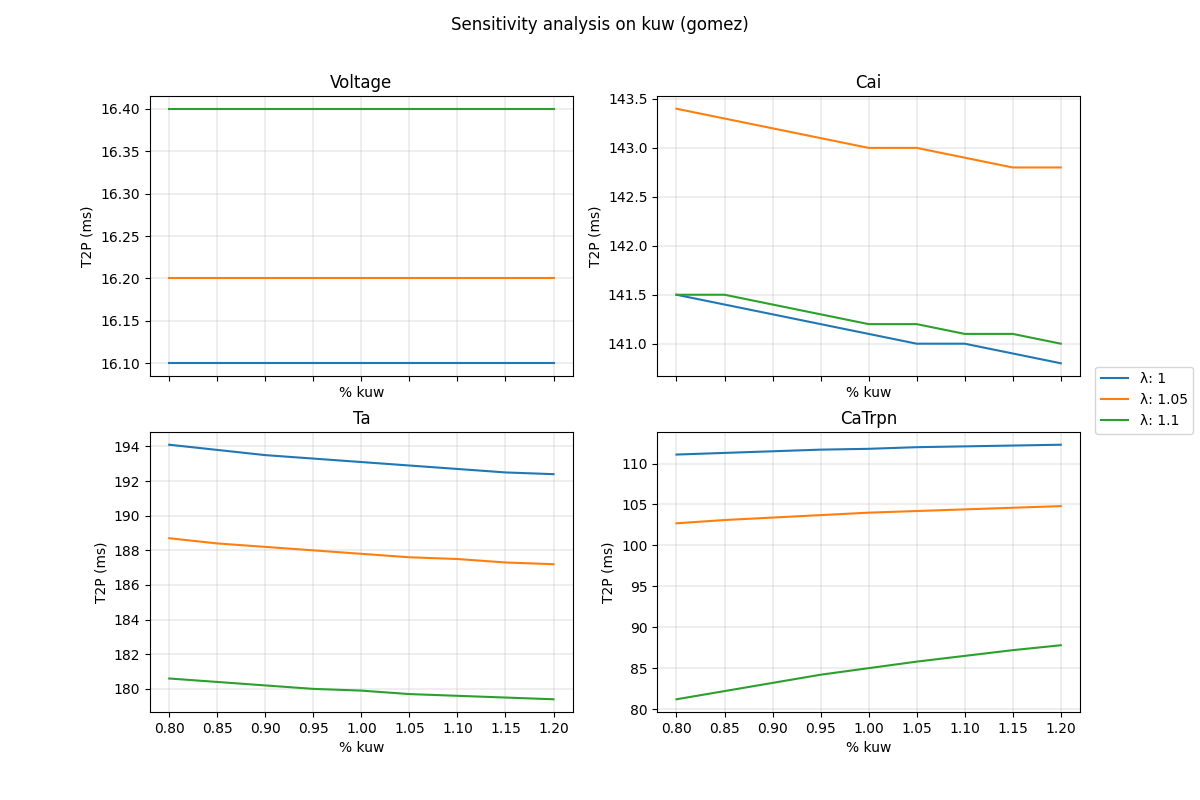 Sensitivity analysis on kuw (gomez)
Voltage
T2P (ms)
16.40
16.35
16.30
16.25
16.20
16.15
16.10
% kuw
Cai
T2P (ms)
143.5
143.0
142.5
142.0
141.5
141.0
% kuw
λ: 1
λ: 1.05
λ: 1.1
Ta
T2P (ms)
194
192
190
188
186
184
182
180
0.80 0.85 0.90 0.95 1.00 1.05 1.10 1.15 1.20
% kuw
CaTrpn
T2P (ms)
110
105
100
95
90
85
80
0.80 0.85 0.90 0.95 1.00 1.05 1.10 1.15 1.20
% kuw